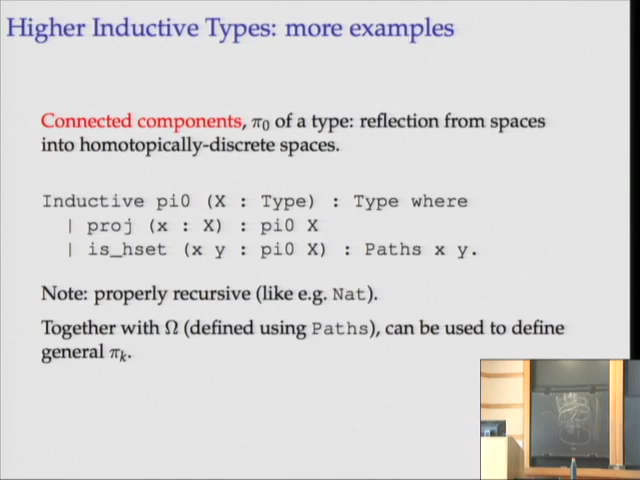 Higher Inductive Types: more examples
Connected components, π0 of a type: reflection from spaces
into homotopically-discrete spaces.
Inductive pi0 (X : Type) : Type where
| proj (x : X) : pi0 X
| is_hset (x y : pi0 X) : Paths x y.
Note: properly recursive (like e.g. Nat).
Together with Ω (defined using Paths), can be used to define
general πk.